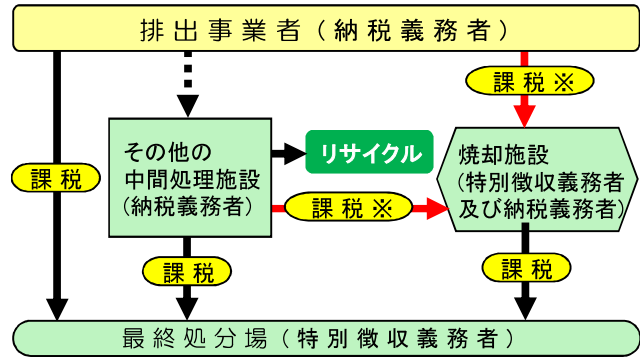 排出事業者(納税義務者)
課税※
課税
その他の
中間処理施設
(納税義務者)
リサイクル
焼却施設
(特別徴収義務者
及び納税義務者)
課税※
課税
課税
最終処分場(特別徴収義務者)